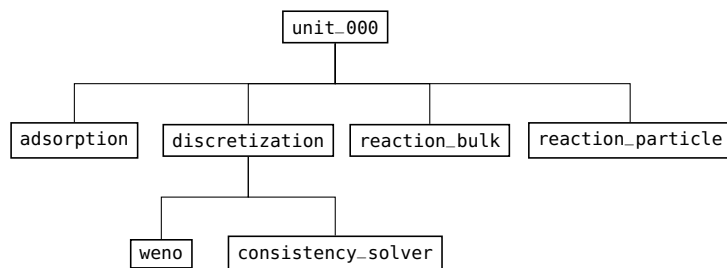 unit_000
adsorption
discretization
reaction_bulk
reaction_particle
weno
consistency_solver